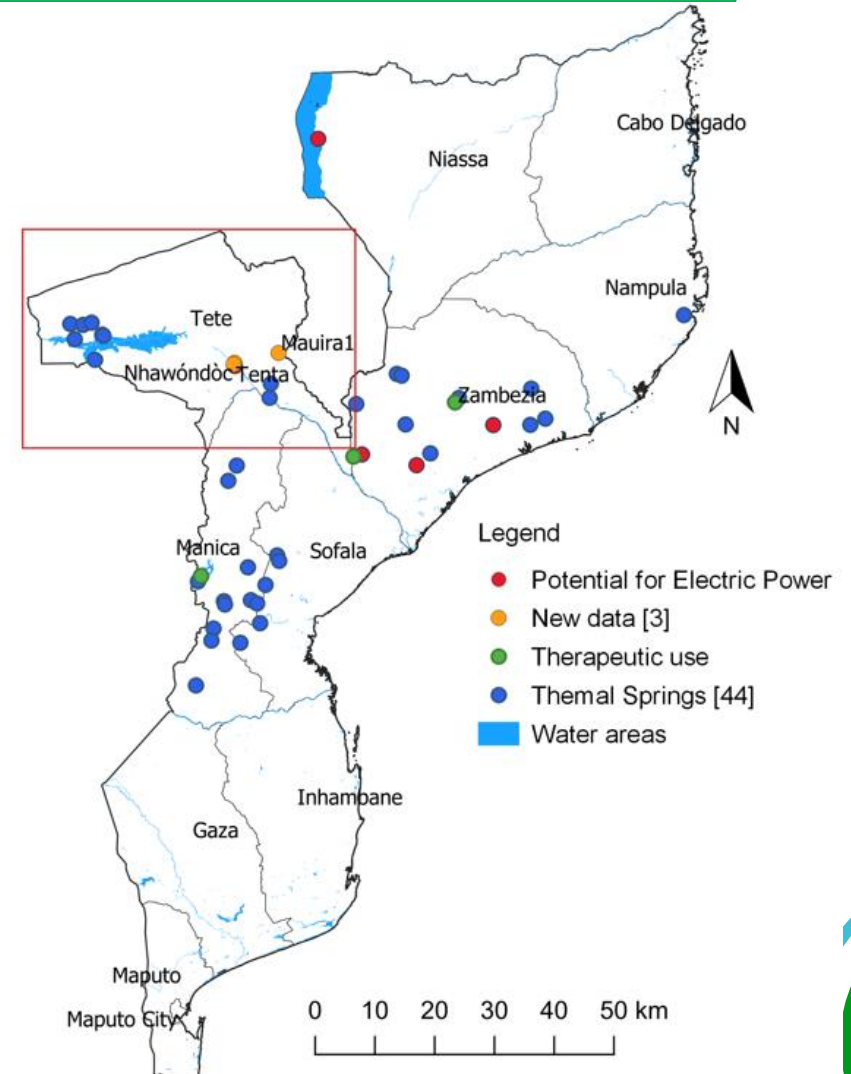 Cabo Delgado
Niassa
Nampula
Tete
Mauira1
Nhawóndòc Tenta
Zambezia
N
Legend
Manica
Sofala
Potential for Electric Power
New data [3]
Therapeutic use
Themal Springs [44]
Water areas
Inhambane
Gaza
Maputo
Maputo City
0 10 20 30 40 50 km